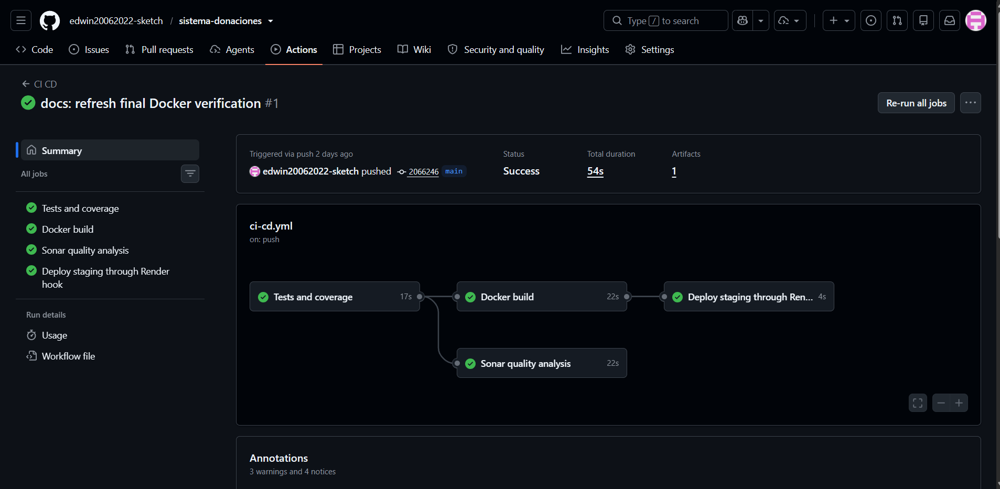 edwin20062022-sketch / sistema-donaciones
Type / to search
Code
Issues
Pull requests
Agents
Actions
Projects
Wiki
Security and quality
Insights
Settings
CI CD
docs: refresh final Docker verification #1
Re-run all jobs
Summary
All jobs
Tests and coverage
Docker build
Sonar quality analysis
Deploy staging through Render
hook
Run details
Usage
Workflow file
Triggered via push 2 days ago
edwin20062022-sketch pushed 2066246 main
Status
Success
Total duration
54s
Artifacts
1
ci-cd.yml
on: push
Tests and coverage 17s
Docker build 22s
Deploy staging through Ren... 4s
Sonar quality analysis 22s
Annotations
3 warnings and 4 notices